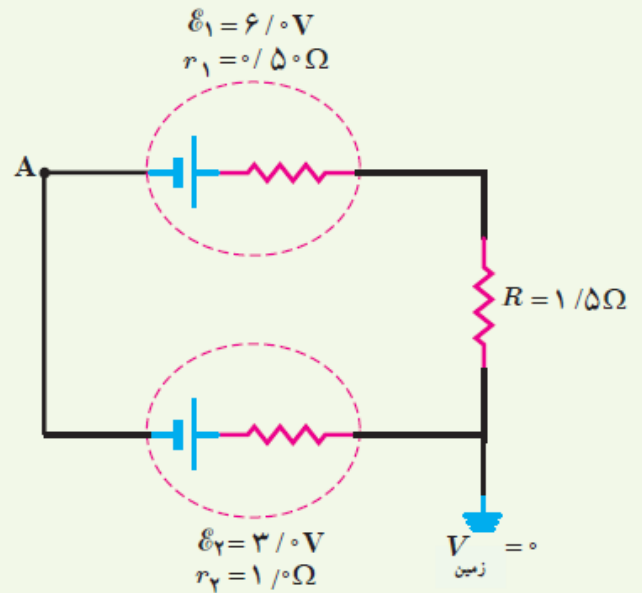 ℰ₁ = ۶/۰V
r₁ = ۰/۵۰Ω
A
R = ۱/۵Ω
ℰ₂ = ۳/۰V
r₂ = ۱/۰Ω
V زمین = ۰